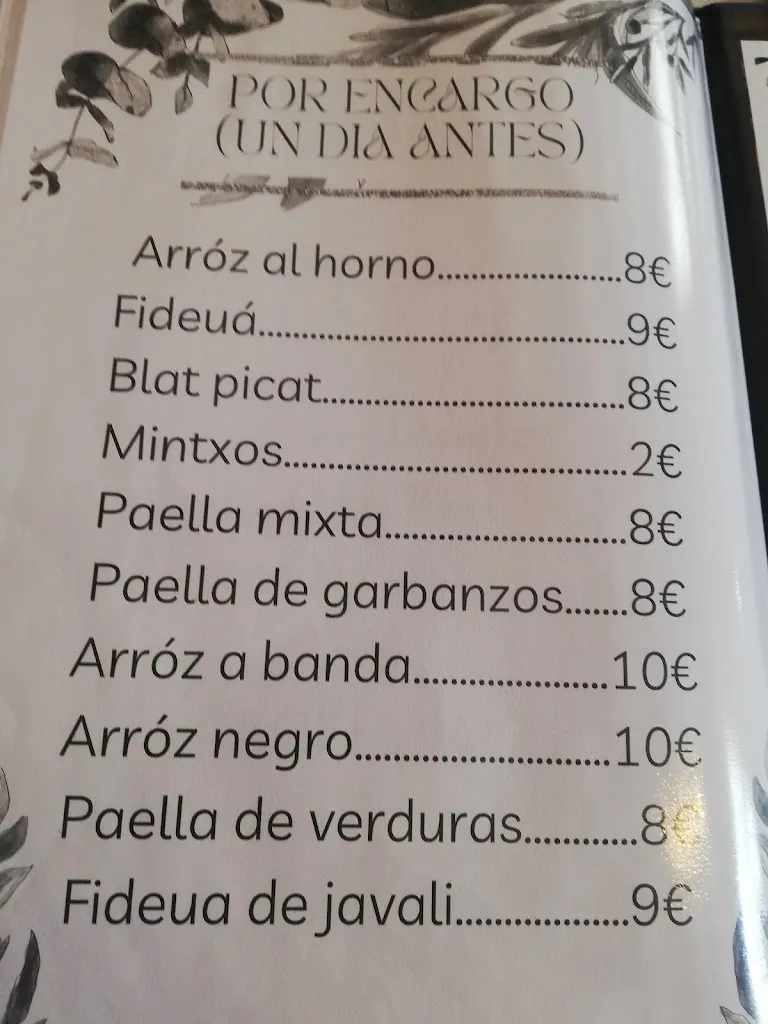 POR ENCARGO
(UN DIA ANTES)
Arróz al horno......................8€
Fideuá............................................9€
Blat picat....................................8€
Mintxos.........................................2€
Paella mixta.............................8€
Paella de garbanzos.......8€
Arróz a banda.......................10€
Arróz negro..............................10€
Paella de verduras.............8€
Fideua de javali....................9€